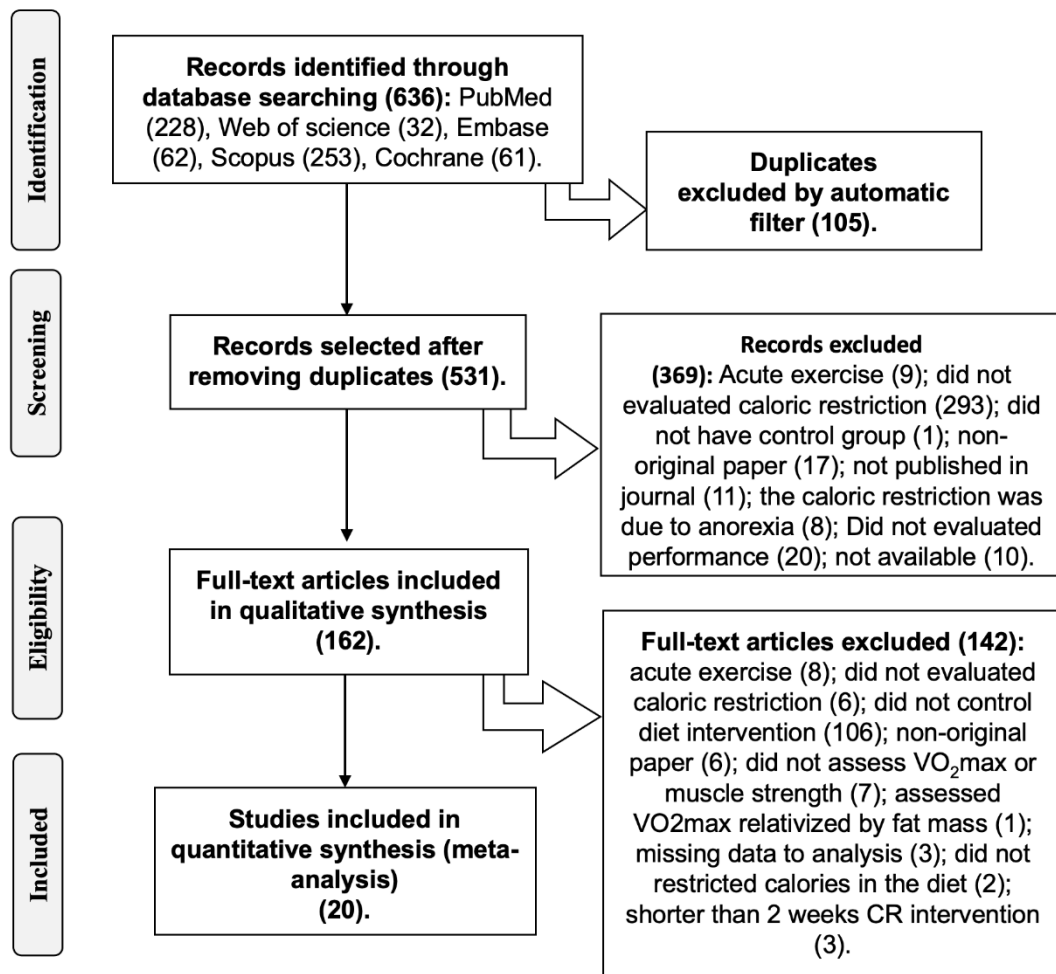 Identification
Records identified through
database searching (636): PubMed
(228), Web of science (32), Embase
(62), Scopus (253), Cochrane (61).
Duplicates
excluded by automatic
filter (105).
Screening
Records selected after
removing duplicates (531).
Records excluded
(369): Acute exercise (9); did not
evaluated caloric restriction (293); did
not have control group (1); non-
original paper (17); not published in
journal (11); the caloric restriction was
due to anorexia (8); Did not evaluated
performance (20); not available (10).
Eligibility
Full-text articles included
in qualitative synthesis
(162).
Full-text articles excluded (142):
acute exercise (8); did not evaluated
caloric restriction (6); did not control
diet intervention (106); non-original
paper (6); did not assess VO₂max or
muscle strength (7); assessed
VO2max relativized by fat mass (1);
missing data to analysis (3); did not
restricted calories in the diet (2);
shorter than 2 weeks CR intervention
(3).
Included
Studies included in
quantitative synthesis (meta-
analysis)
(20).